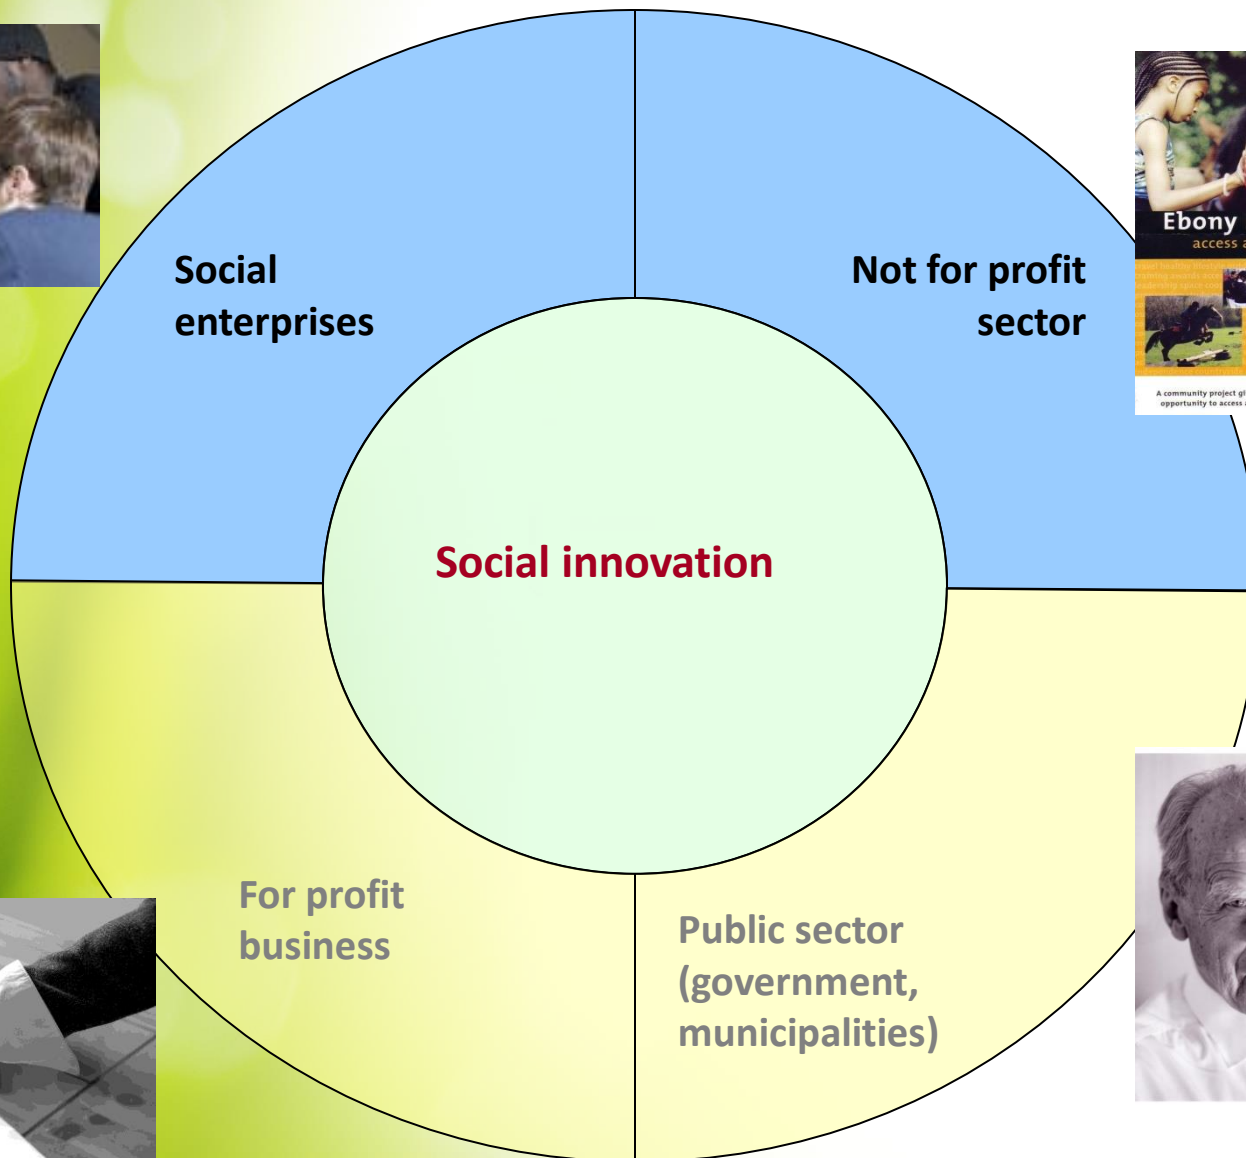 Social
enterprises
Not for profit
sector
Ebony
access a
A community project gi
opportunity to access a
Social innovation
For profit
business
Public sector
(government,
municipalities)